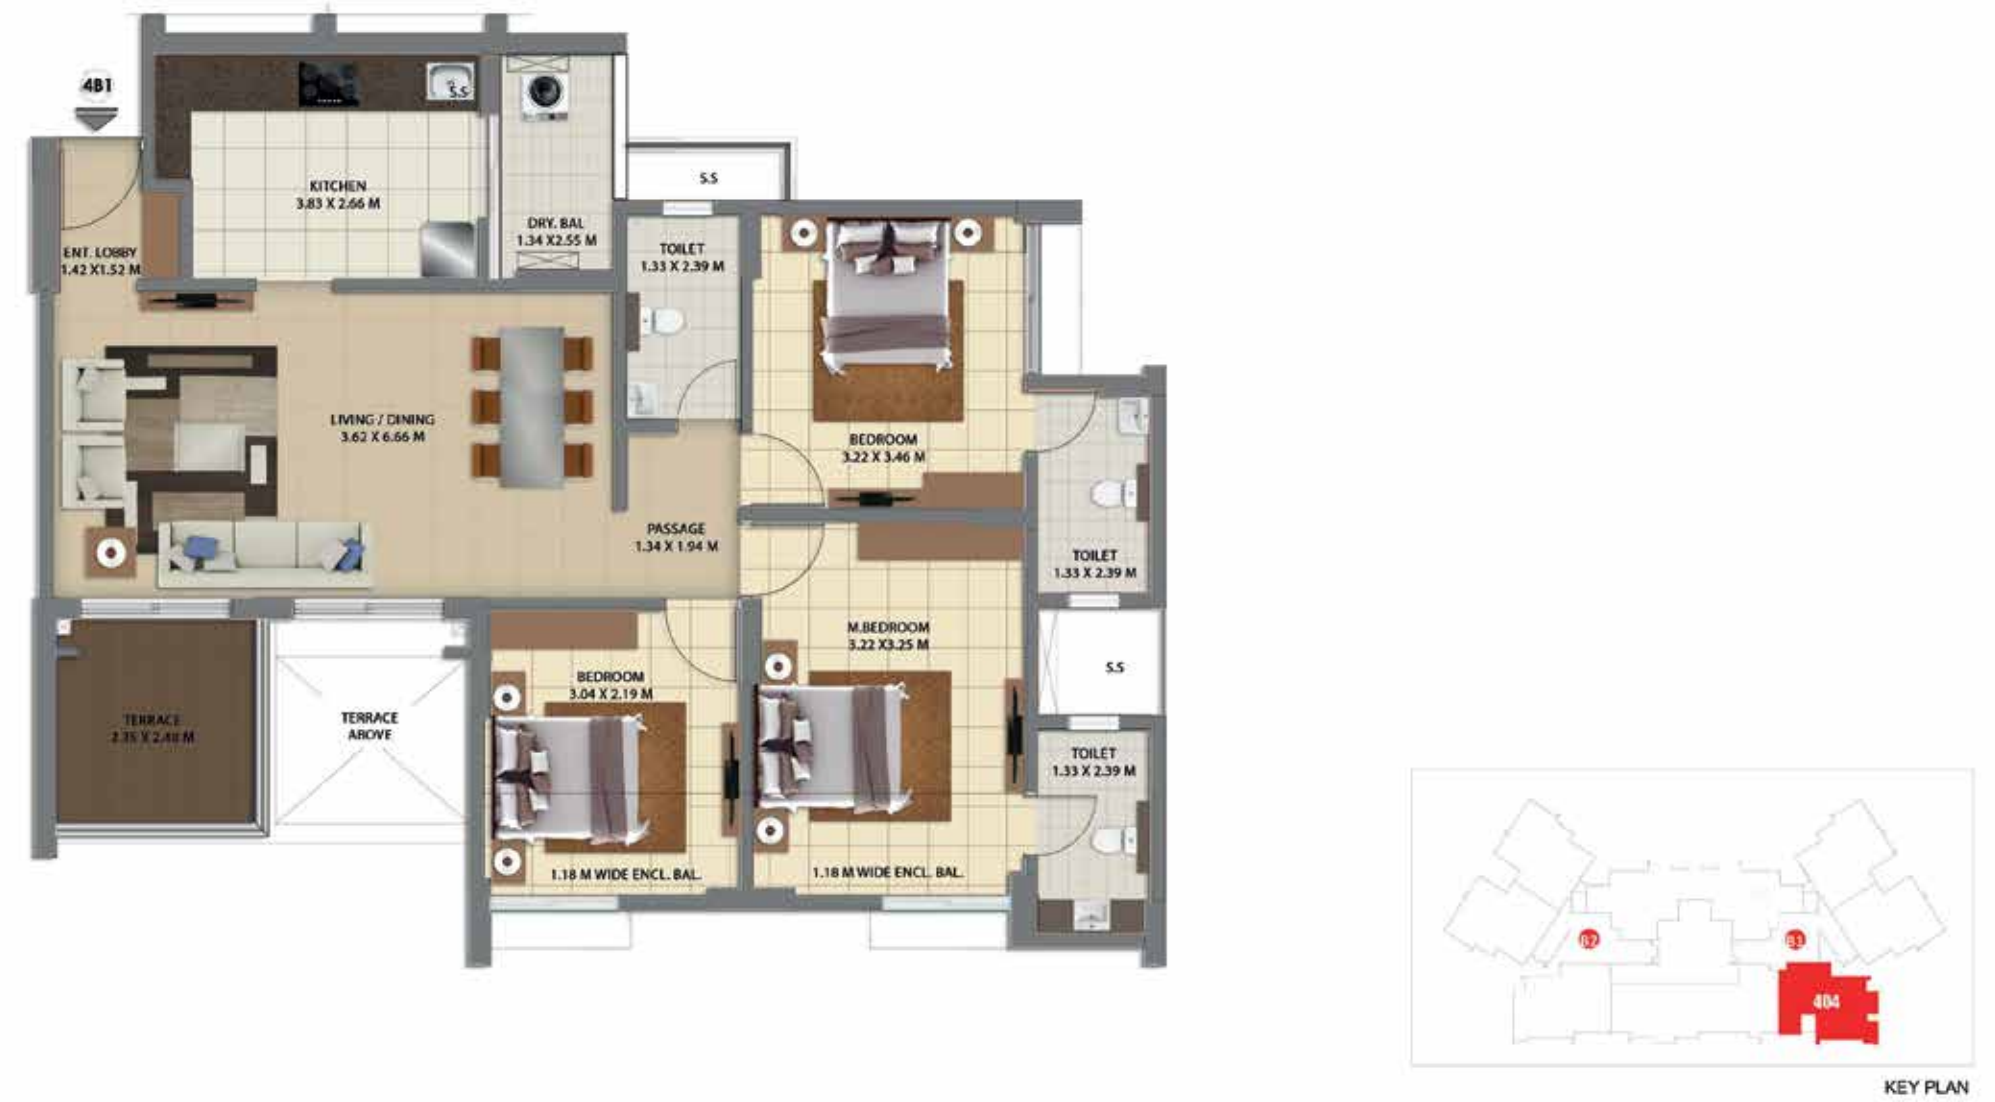 4B1
S.S
KITCHEN
3.83 X 2.66 M
S.S
DRY. BAL
1.34 X2.55 M
ENT. LOBBY
1.42 X1.52 M
TOILET
1.33 X 2.39 M
LIVING / DINING
3.62 X 6.66 M
BEDROOM
3.22 X 3.46 M
PASSAGE
1.34 X 1.94 M
TOILET
1.33 X 2.39 M
M.BEDROOM
3.22 X3.25 M
S.S
BEDROOM
3.04 X 2.19 M
TERRACE
TERRACE
ABOVE
TOILET
1.33 X 2.39 M
1.18 M WIDE ENCL. BAL.
1.18 M WIDE ENCL. BAL.
B2
404
KEY PLAN